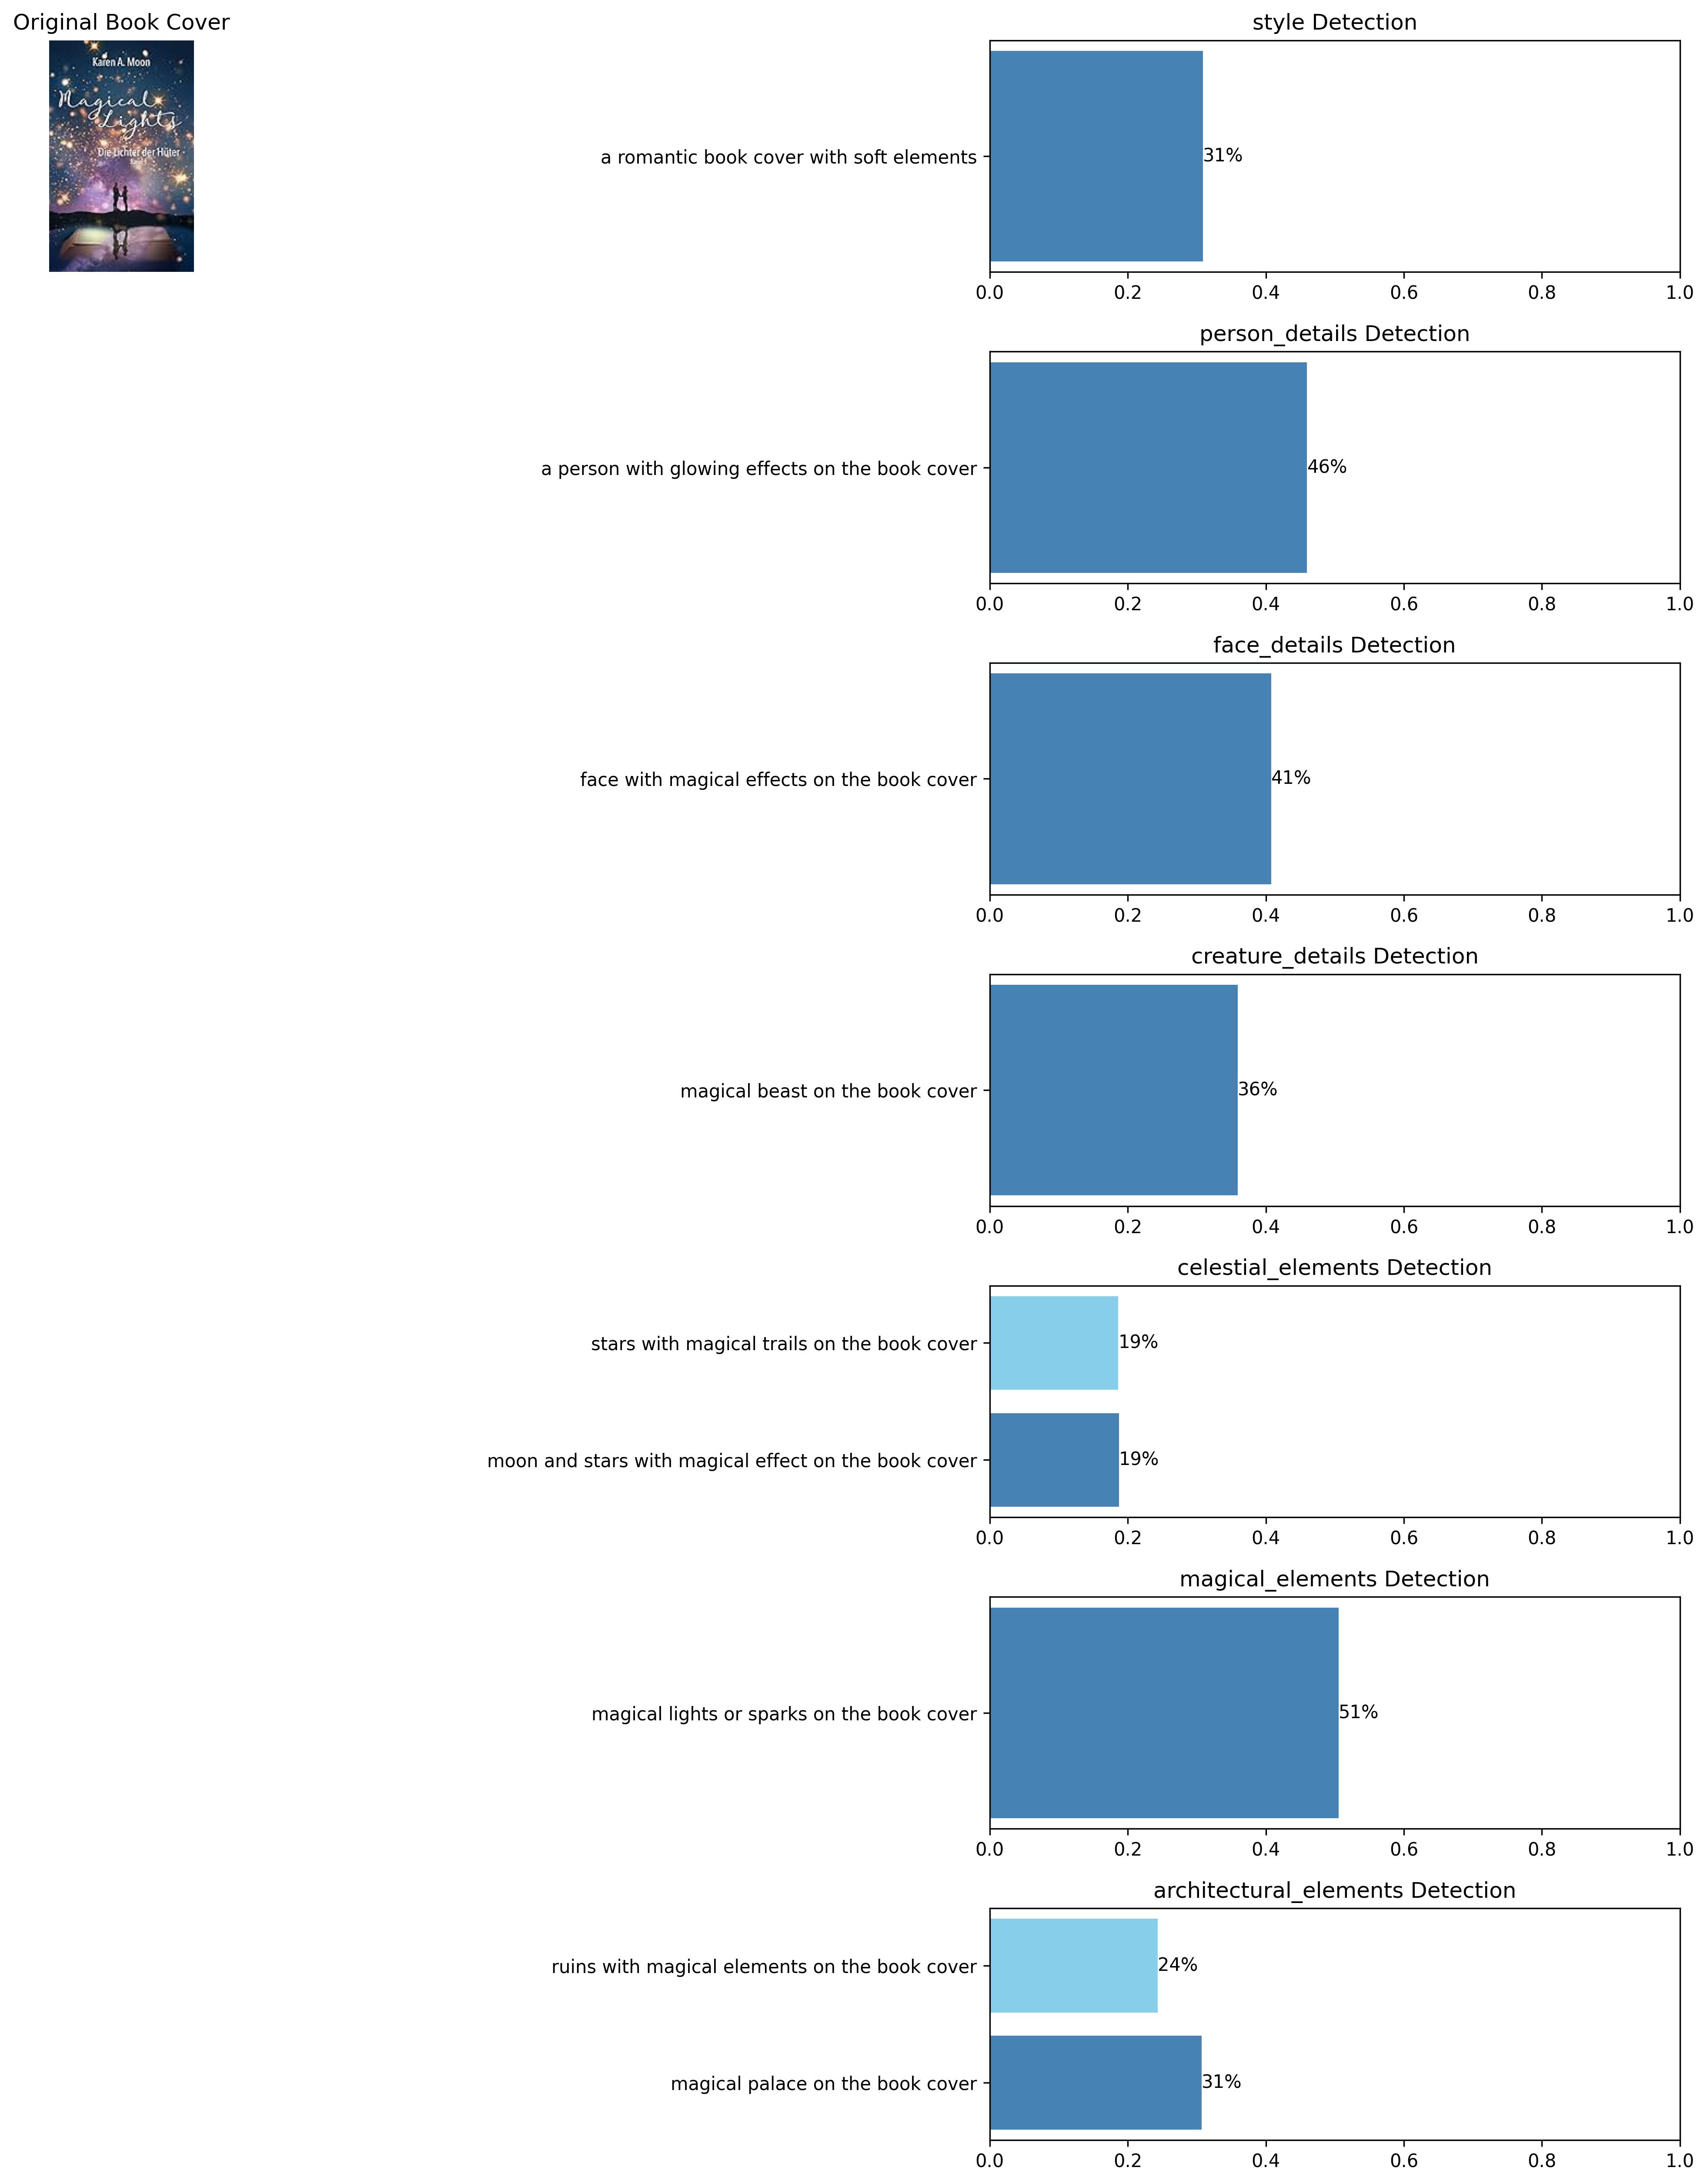 Original Book Cover
Karen A. Moon
Magical
Lights
Die Lichter der Hüter
style Detection
a romantic book cover with soft elements
31%
0.0 0.2 0.4 0.6 0.8 1.0
person_details Detection
a person with glowing effects on the book cover
46%
0.0 0.2 0.4 0.6 0.8 1.0
face_details Detection
face with magical effects on the book cover
41%
0.0 0.2 0.4 0.6 0.8 1.0
creature_details Detection
magical beast on the book cover
36%
0.0 0.2 0.4 0.6 0.8 1.0
celestial_elements Detection
stars with magical trails on the book cover
19%
moon and stars with magical effect on the book cover
19%
0.0 0.2 0.4 0.6 0.8 1.0
magical_elements Detection
magical lights or sparks on the book cover
51%
0.0 0.2 0.4 0.6 0.8 1.0
architectural_elements Detection
ruins with magical elements on the book cover
24%
magical palace on the book cover
31%
0.0 0.2 0.4 0.6 0.8 1.0